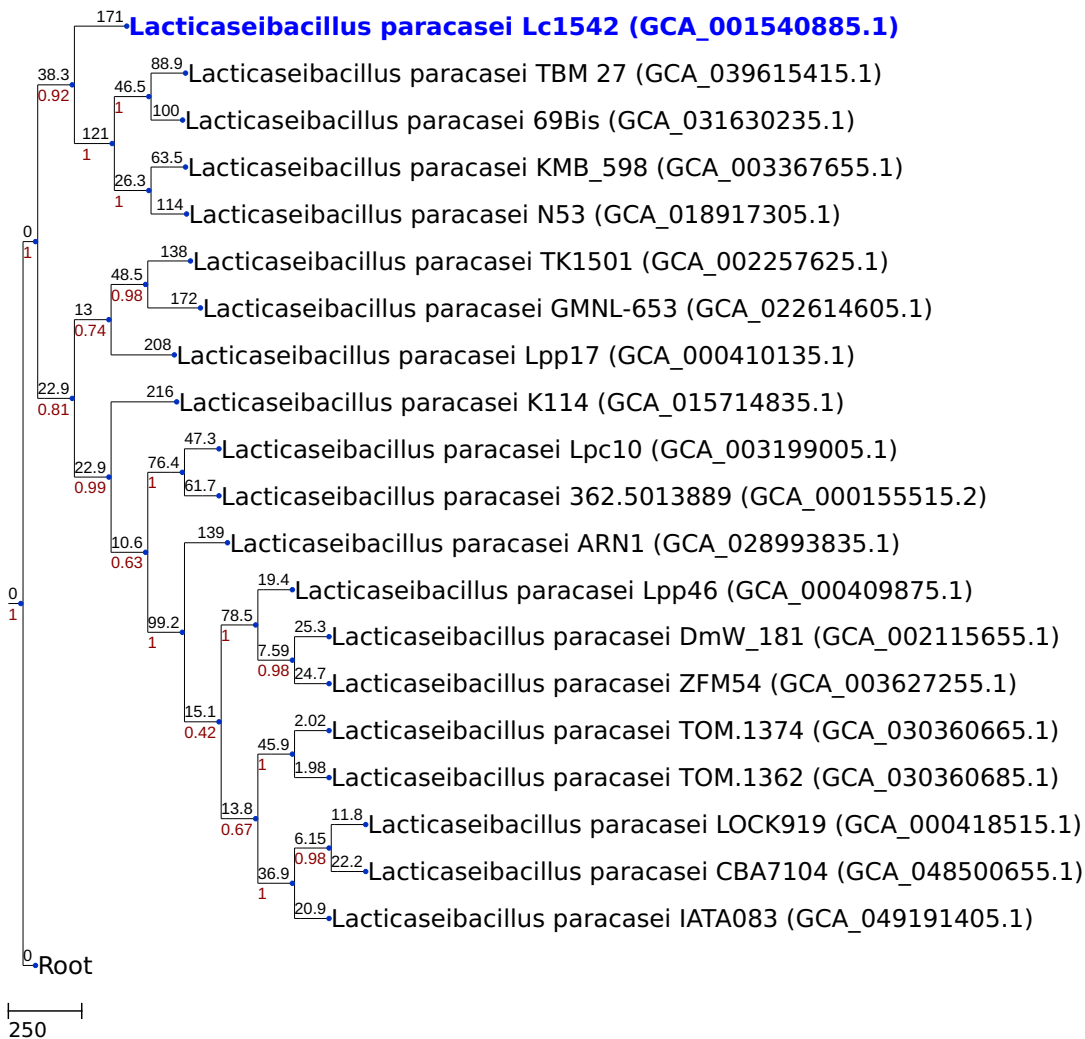 171
Lacticaseibacillus paracasei Lc1542 (GCA_001540885.1)
38.3
0.92
88.9
Lacticaseibacillus paracasei TBM 27 (GCA_039615415.1)
46.5
1
100
Lacticaseibacillus paracasei 69Bis (GCA_031630235.1)
121
1
63.5
Lacticaseibacillus paracasei KMB_598 (GCA_003367655.1)
26.3
1
114
Lacticaseibacillus paracasei N53 (GCA_018917305.1)
0
1
138
Lacticaseibacillus paracasei TK1501 (GCA_002257625.1)
48.5
0.98
172
Lacticaseibacillus paracasei GMNL-653 (GCA_022614605.1)
13
0.74
208
Lacticaseibacillus paracasei Lpp17 (GCA_000410135.1)
22.9
0.81
216
Lacticaseibacillus paracasei K114 (GCA_015714835.1)
47.3
Lacticaseibacillus paracasei Lpc10 (GCA_003199005.1)
22.9
0.99
76.4
1
61.7
Lacticaseibacillus paracasei 362.5013889 (GCA_000155515.2)
10.6
0.63
139
Lacticaseibacillus paracasei ARN1 (GCA_028993835.1)
19.4
Lacticaseibacillus paracasei Lpp46 (GCA_000409875.1)
0
1
99.2
1
78.5
1
25.3
Lacticaseibacillus paracasei DmW_181 (GCA_002115655.1)
7.59
0.98
24.7
Lacticaseibacillus paracasei ZFM54 (GCA_003627255.1)
15.1
0.42
2.02
Lacticaseibacillus paracasei TOM.1374 (GCA_030360665.1)
45.9
1
1.98
Lacticaseibacillus paracasei TOM.1362 (GCA_030360685.1)
13.8
0.67
11.8
Lacticaseibacillus paracasei LOCK919 (GCA_000418515.1)
6.15
0.98
22.2
Lacticaseibacillus paracasei CBA7104 (GCA_048500655.1)
36.9
1
20.9
Lacticaseibacillus paracasei IATA083 (GCA_049191405.1)
0
Root
250